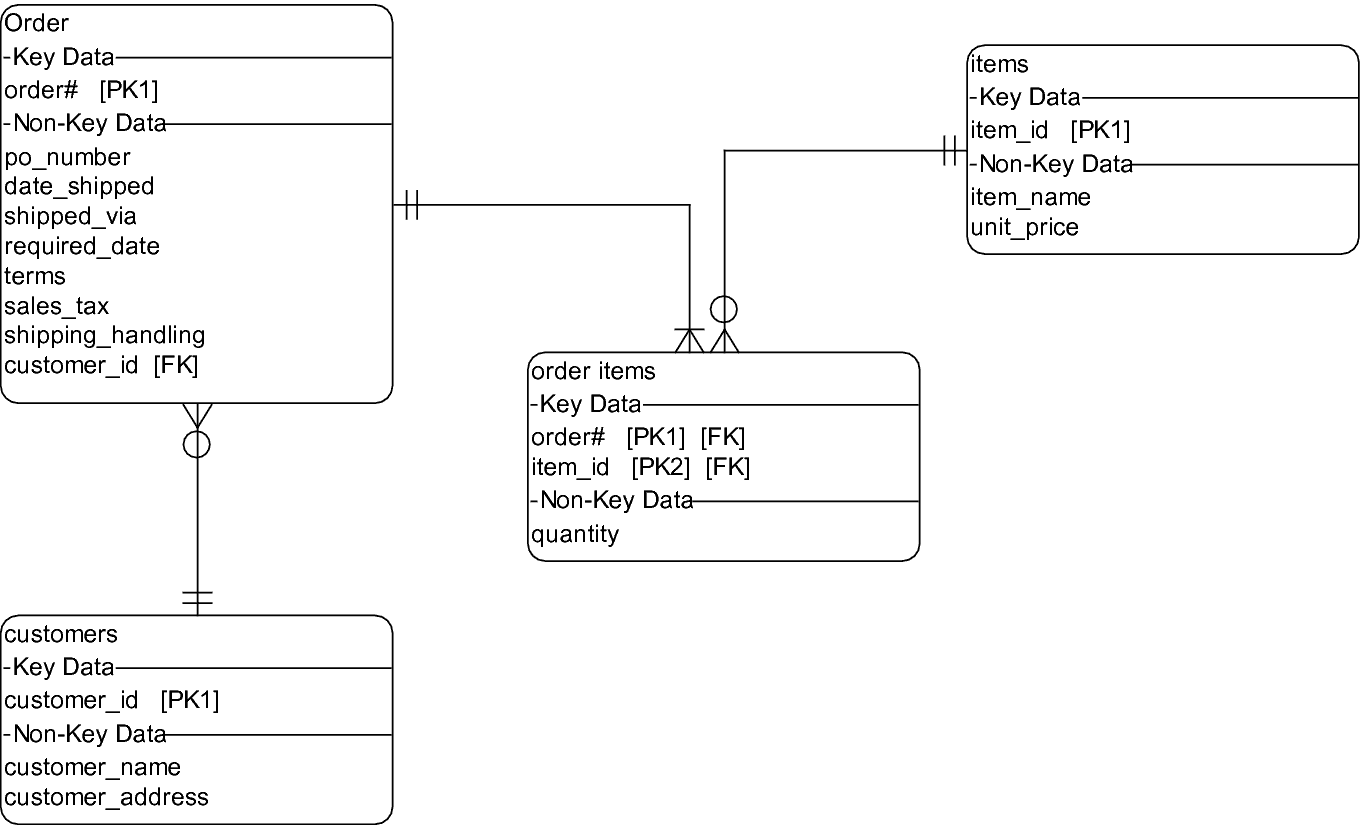 Order
-Key Data
order# [PK1]
-Non-Key Data
po_number
date_shipped
shipped_via
required_date
terms
sales_tax
shipping_handling
customer_id [FK]
items
-Key Data
item_id [PK1]
-Non-Key Data
item_name
unit_price
order items
-Key Data
order# [PK1] [FK]
item_id [PK2] [FK]
-Non-Key Data
quantity
customers
-Key Data
customer_id [PK1]
-Non-Key Data
customer_name
customer_address